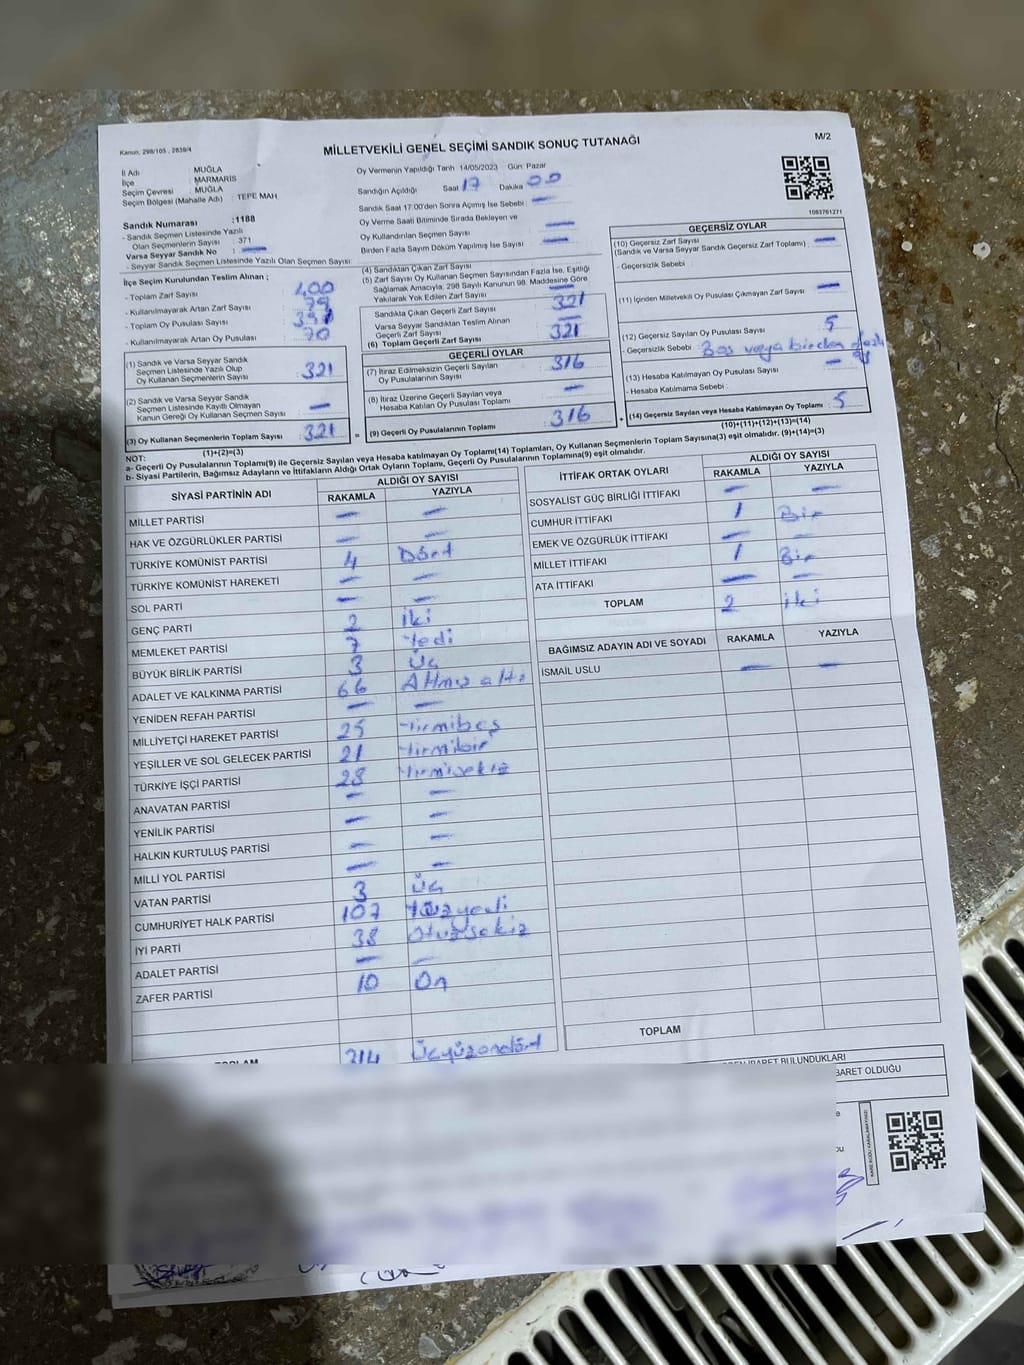 Kanun, 298/105 , 2839/4
MİLLETVEKİLİ GENEL SEÇİMİ SANDIK SONUÇ TUTANAĞI
M/2
İl Adı : MUĞLA
İlçe : MARMARİS
Seçim Çevresi : MUĞLA
Seçim Bölgesi (Mahalle Adı) : TEPE MAH
Sandık Numarası :1188
- Sandık Seçmen Listesinde Yazılı
Olan Seçmenlerin Sayısı : 371
Varsa Seyyar Sandık No : —
- Seyyar Sandık Seçmen Listesinde Yazılı Olan Seçmen Sayısı
Oy Vermenin Yapıldığı Tarih 14/05/2023 Gün: Pazar
Sandığın Açıldığı Saat 17 Dakika 00
Sandık Saat 17:00'den Sonra Açılmış İse Sebebi : —
Oy Verme Saati Bitiminde Sırada Bekleyen ve
Oy Kullandırılan Seçmen Sayısı —
Birden Fazla Sayım Döküm Yapılmış İse Sayısı —
1083761271
İlçe Seçim Kurulundan Teslim Alınan ;
- Toplam Zarf Sayısı : 400
- Kullanılmayarak Artan Zarf Sayısı : 79
- Toplam Oy Pusulası Sayısı
- Kullanılmayarak Artan Oy Pusulası : 70
(4) Sandıktan Çıkan Zarf Sayısı
(5) Zarf Sayısı Oy Kullanan Seçmen Sayısından Fazla İse, Eşitliği
Sağlamak Amacıyla, 298 Sayılı Kanunun 98. Maddesine Göre
Yakılarak Yok Edilen Zarf Sayısı —
Sandıkta Çıkan Geçerli Zarf Sayısı 321
Varsa Seyyar Sandıktan Teslim Alınan
Geçerli Zarf Sayısı —
(6) Toplam Geçerli Zarf Sayısı 321
GEÇERSİZ OYLAR
(10) Geçersiz Zarf Sayısı —
(Sandık ve Varsa Seyyar Sandık Geçersiz Zarf Toplamı) :
- Geçersizlik Sebebi :
(11) İçinden Milletvekili Oy Pusulası Çıkmayan Zarf Sayısı —
(12) Geçersiz Sayılan Oy Pusulası Sayısı : 5
- Geçersizlik Sebebi : Boş veya birden
(13) Hesaba Katılmayan Oy Pusulası Sayısı —
- Hesaba Katılmama Sebebi :
(14) Geçersiz Sayılan veya Hesaba Katılmayan Oy Toplamı : 5
(10)+(11)+(12)+(13)=(14)
(1) Sandık ve Varsa Seyyar Sandık
Seçmen Listesinde Yazılı Olup
Oy Kullanan Seçmenlerin Sayısı : 321
(2) Sandık ve Varsa Seyyar Sandık
Seçmen Listesinde Kayıtlı Olmayan
Kanun Gereği Oy Kullanan Seçmen Sayısı : —
(3) Oy Kullanan Seçmenlerin Toplam Sayısı : 321
(1)+(2)=(3)
GEÇERLİ OYLAR
(7) İtiraz Edilmeksizin Geçerli Sayılan
Oy Pusulalarının Sayısı : 316
(8) İtiraz Üzerine Geçerli Sayılan veya
Hesaba Katılan Oy Pusulası Toplamı : —
= (9) Geçerli Oy Pusulalarının Toplamı : 316 +
NOT:
a- Geçerli Oy Pusulalarının Toplamı(9) ile Geçersiz Sayılan veya Hesaba katılmayan Oy Toplamı(14) Toplamları, Oy Kullanan Seçmenlerin Toplam Sayısına(3) eşit olmalıdır. (9)+(14)=(3)
b- Siyasi Partilerin, Bağımsız Adayların ve İttifakların Aldığı Ortak Oyların Toplamı, Geçerli Oy Pusulalarının Toplamına(9) eşit olmalıdır.
SİYASİ PARTİNİN ADI ALDIĞI OY SAYISI
RAKAMLA YAZIYLA
MİLLET PARTİSİ — —
HAK VE ÖZGÜRLÜKLER PARTİSİ — —
TÜRKİYE KOMÜNİST PARTİSİ 4 Dört
TÜRKİYE KOMÜNİST HAREKETİ — —
SOL PARTİ — —
GENÇ PARTİ 2 iki
MEMLEKET PARTİSİ 7 Yedi
BÜYÜK BİRLİK PARTİSİ 3 Üç
ADALET VE KALKINMA PARTİSİ 66 Altmış altı
YENİDEN REFAH PARTİSİ — —
MİLLİYETÇİ HAREKET PARTİSİ 25 Yirmibeş
YEŞİLLER VE SOL GELECEK PARTİSİ 21 Yirmibir
TÜRKİYE İŞÇİ PARTİSİ 28 Yirmisekiz
ANAVATAN PARTİSİ — —
YENİLİK PARTİSİ — —
HALKIN KURTULUŞ PARTİSİ — —
MİLLİ YOL PARTİSİ — —
VATAN PARTİSİ 3 Üç
CUMHURİYET HALK PARTİSİ 107 Yüzyedi
İYİ PARTİ 38 Otuzsekiz
ADALET PARTİSİ — —
ZAFER PARTİSİ 10 On
TOPLAM 314 Üçyüzondört
İTTİFAK ORTAK OYLARI ALDIĞI OY SAYISI
RAKAMLA YAZIYLA
SOSYALİST GÜÇ BİRLİĞİ İTTİFAKI — —
CUMHUR İTTİFAKI 1 Bir
EMEK VE ÖZGÜRLÜK İTTİFAKI — —
MİLLET İTTİFAKI 1 Bir
ATA İTTİFAKI — —
TOPLAM 2 iki
BAĞIMSIZ ADAYIN ADI VE SOYADI RAKAMLA YAZIYLA
İSMAİL USLU — —
TOPLAM
İBARET BULUNDUKLARI
OLDUĞU